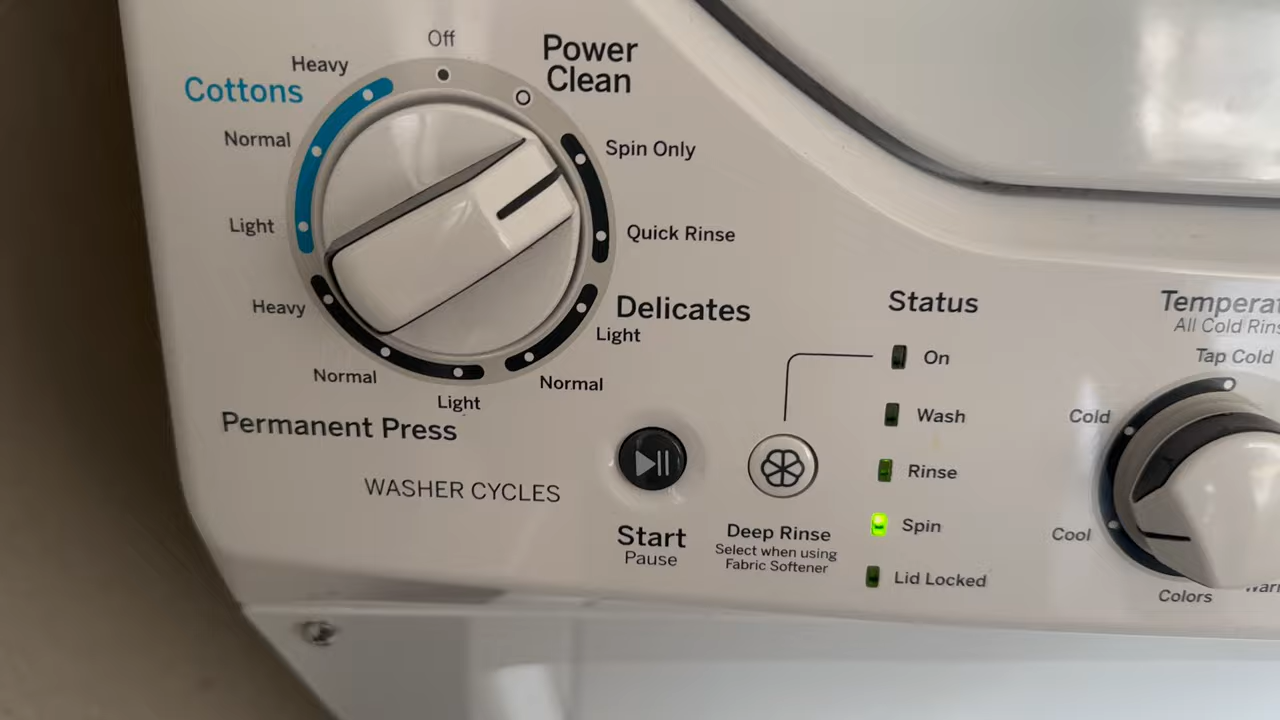 Off
Power
Clean
Heavy
Cottons
Normal
Spin Only
Light
Quick Rinse
Heavy
Delicates
Light
Normal
Normal
Light
Permanent Press
WASHER CYCLES
Start
Pause
Deep Rinse
Select when using
Fabric Softener
Status
On
Wash
Rinse
Spin
Lid Locked
Temperat
All Cold Rins
Tap Cold
Cold
Cool
Colors